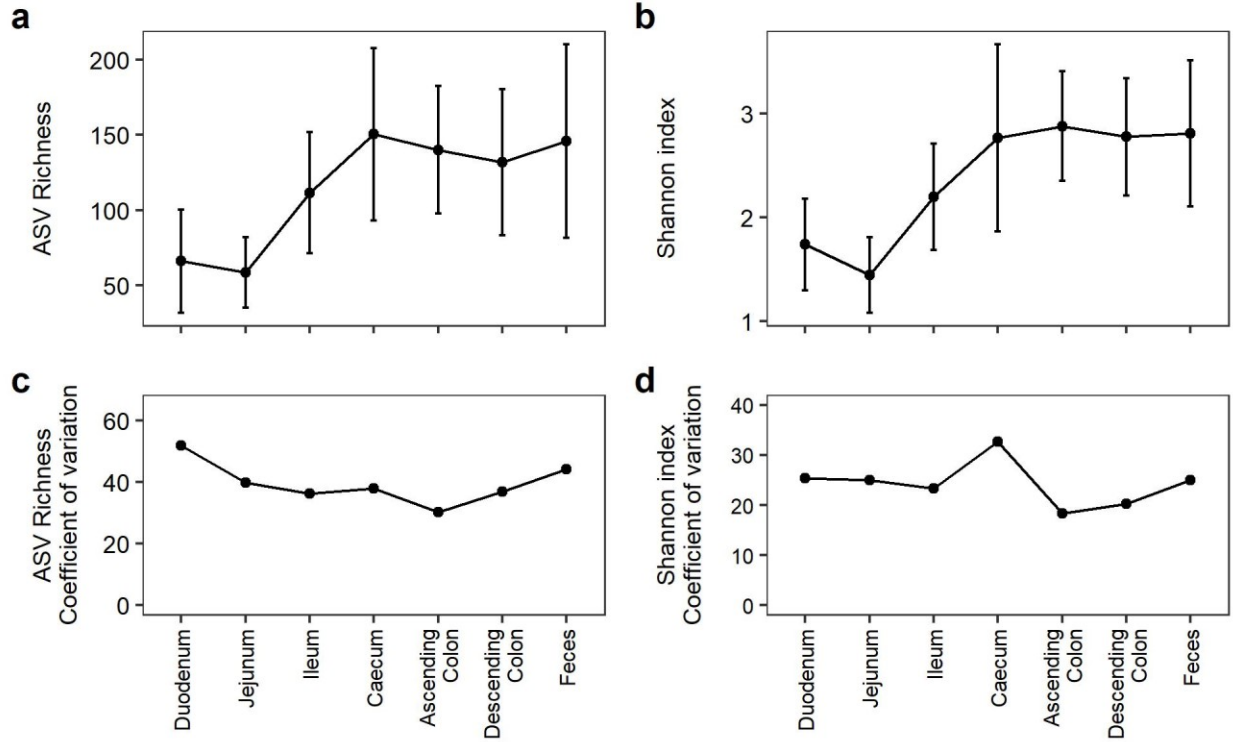 a
ASV Richness
200
150
100
50
b
Shannon index
3
2
1
c
ASV Richness
Coefficient of variation
60
40
20
0
Duodenum
Jejunum
Ileum
Caecum
Ascending
Colon
Descending
Colon
Feces
d
Shannon index
Coefficient of variation
40
30
20
10
0
Duodenum
Jejunum
Ileum
Caecum
Ascending
Colon
Descending
Colon
Feces